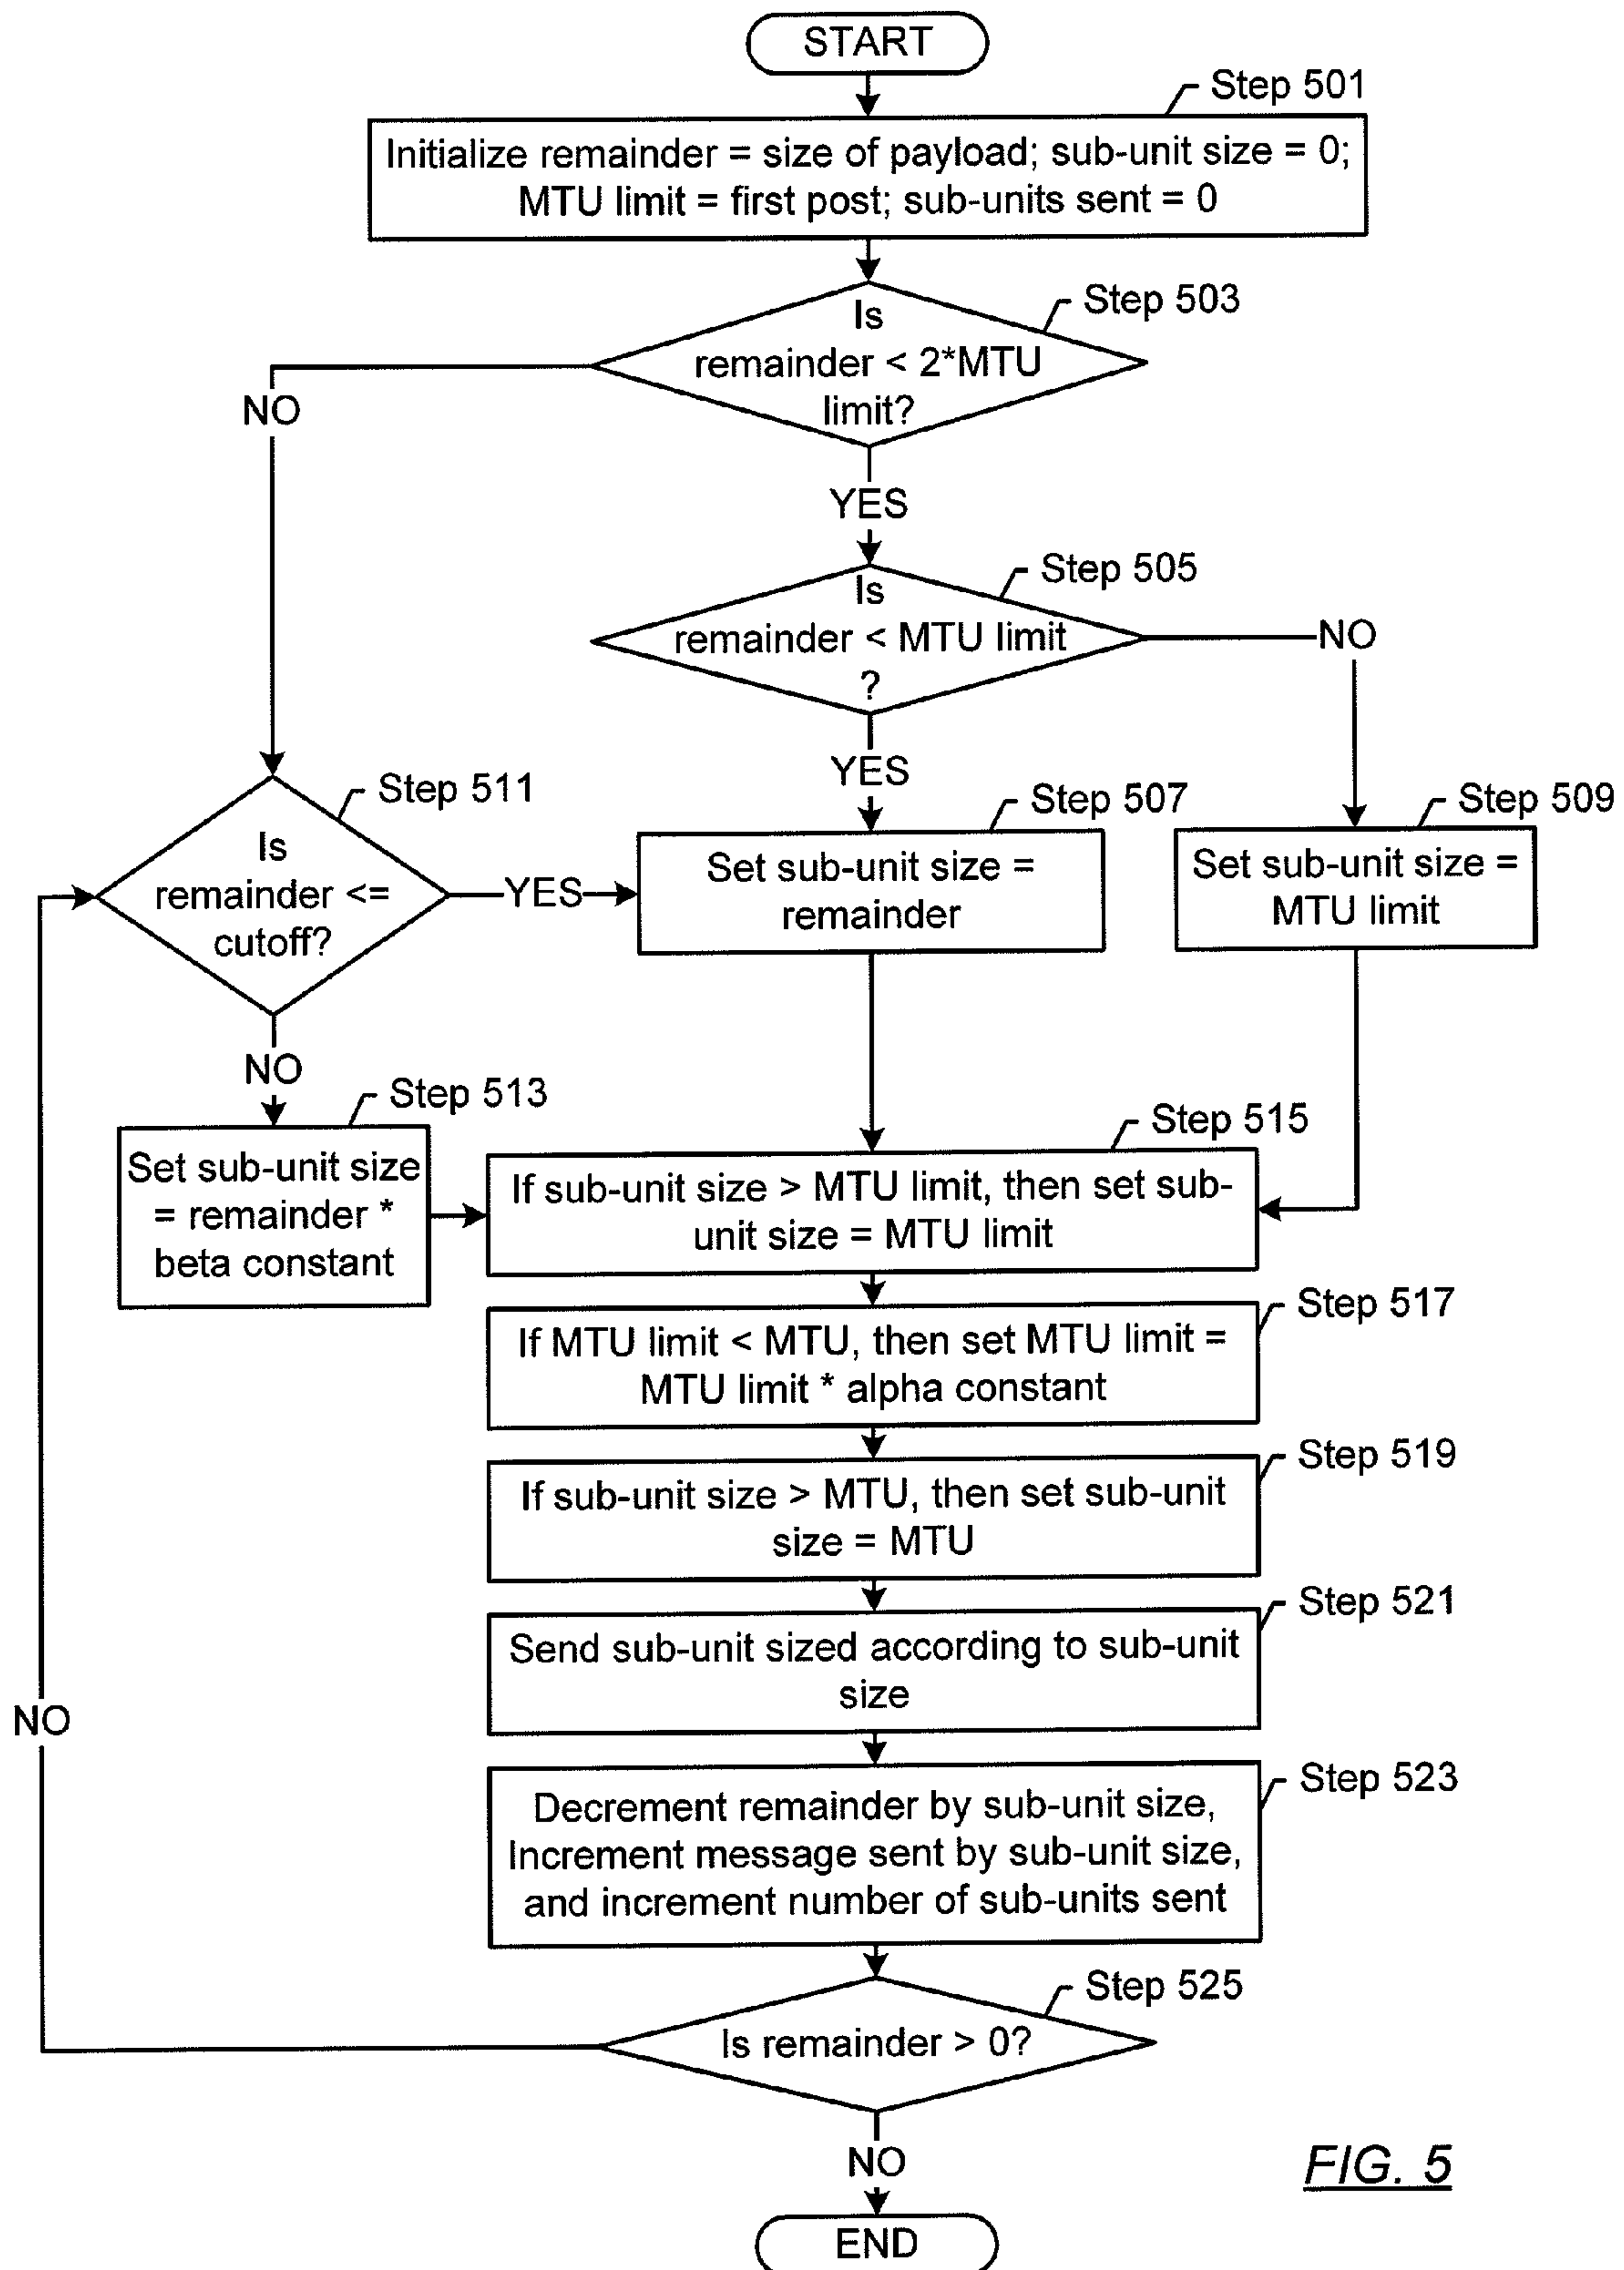 START
Step 501
Initialize remainder = size of payload; sub-unit size = 0;
MTU limit = first post; sub-units sent = 0
Step 503
Is
remainder < 2*MTU
limit?
NO
YES
Step 505
Is
remainder < MTU limit
?
NO
YES
Step 511
Is
remainder <=
cutoff?
YES
Step 507
Set sub-unit size =
remainder
Step 509
Set sub-unit size =
MTU limit
NO
Step 513
Set sub-unit size
= remainder *
beta constant
Step 515
If sub-unit size > MTU limit, then set sub-
unit size = MTU limit
Step 517
If MTU limit < MTU, then set MTU limit =
MTU limit * alpha constant
Step 519
If sub-unit size > MTU, then set sub-unit
size = MTU
Step 521
Send sub-unit sized according to sub-unit
size
NO
Step 523
Decrement remainder by sub-unit size,
Increment message sent by sub-unit size,
and increment number of sub-units sent
Step 525
Is remainder > 0?
NO
END
FIG. 5